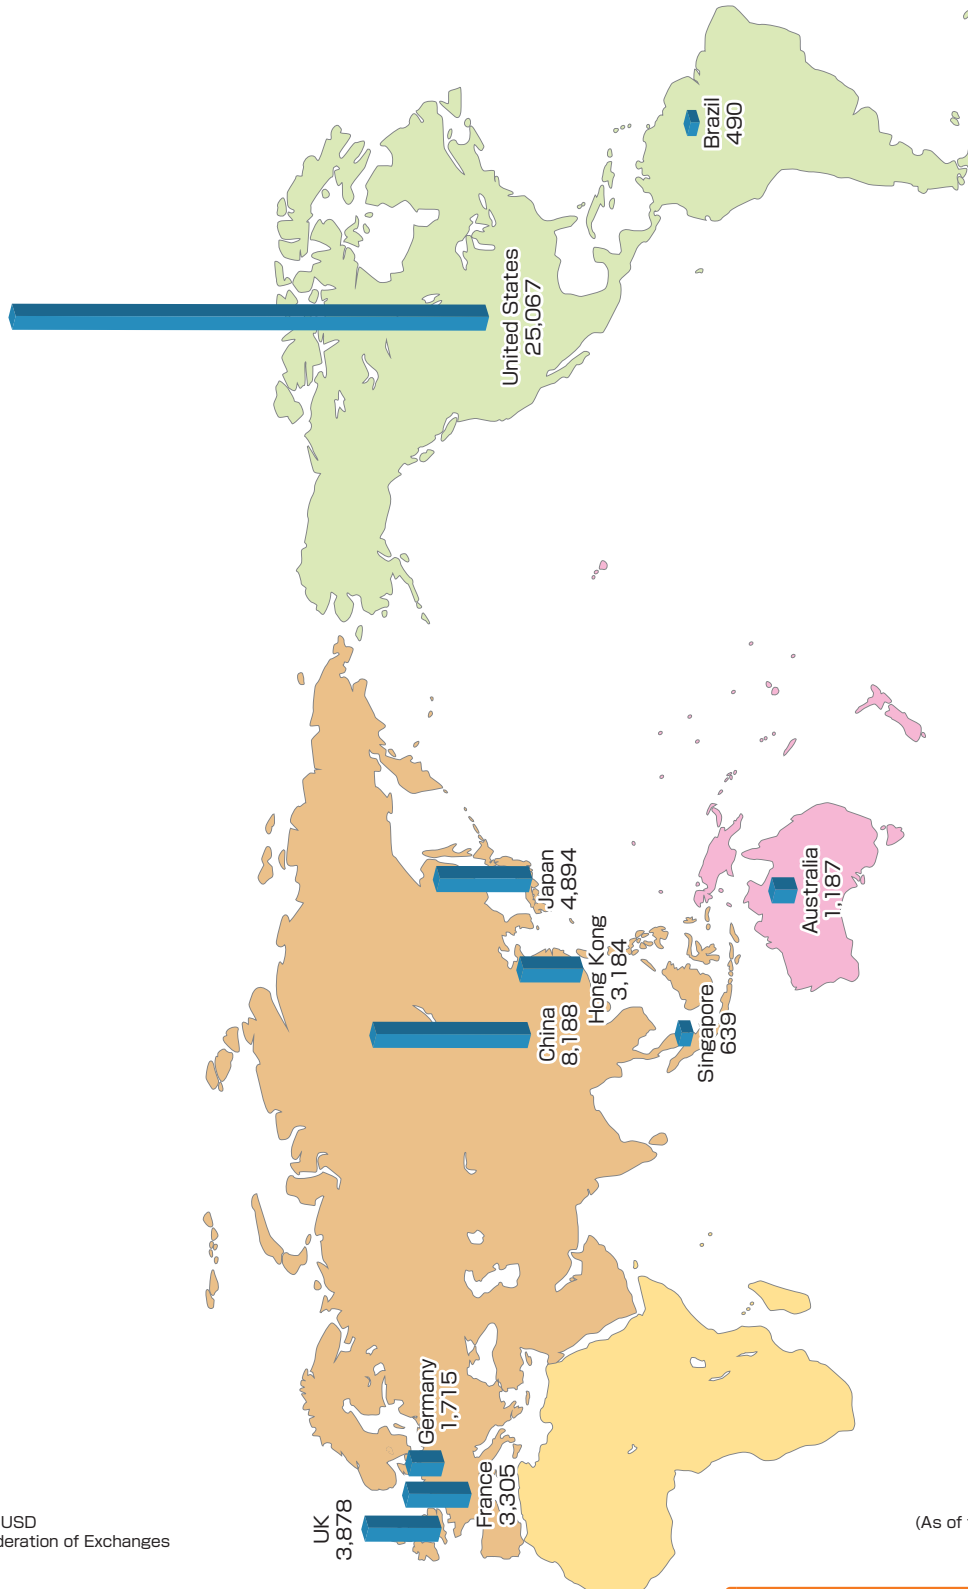 United States
25,067
Brazil
490
Japan
4,894
Hong Kong
3,184
China
8,188
Singapore
639
Australia
1,187
Germany
1,715
France
3,305
UK
3,878
USD
of Exchanges
(As of